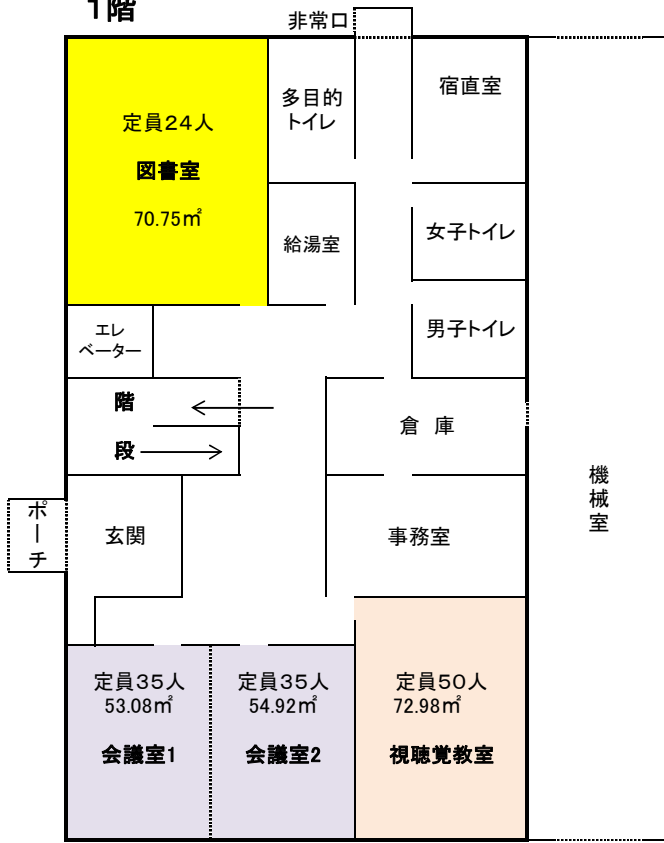 1階
非常口
定員24人
図書室
70.75㎡
多目的
トイレ
宿直室
給湯室
女子トイレ
男子トイレ
エレ
ベーター
階
段
倉 庫
ポーチ
玄関
事務室
機械室
定員35人
53.08㎡
会議室1
定員35人
54.92㎡
会議室2
定員50人
72.98㎡
視聴覚教室